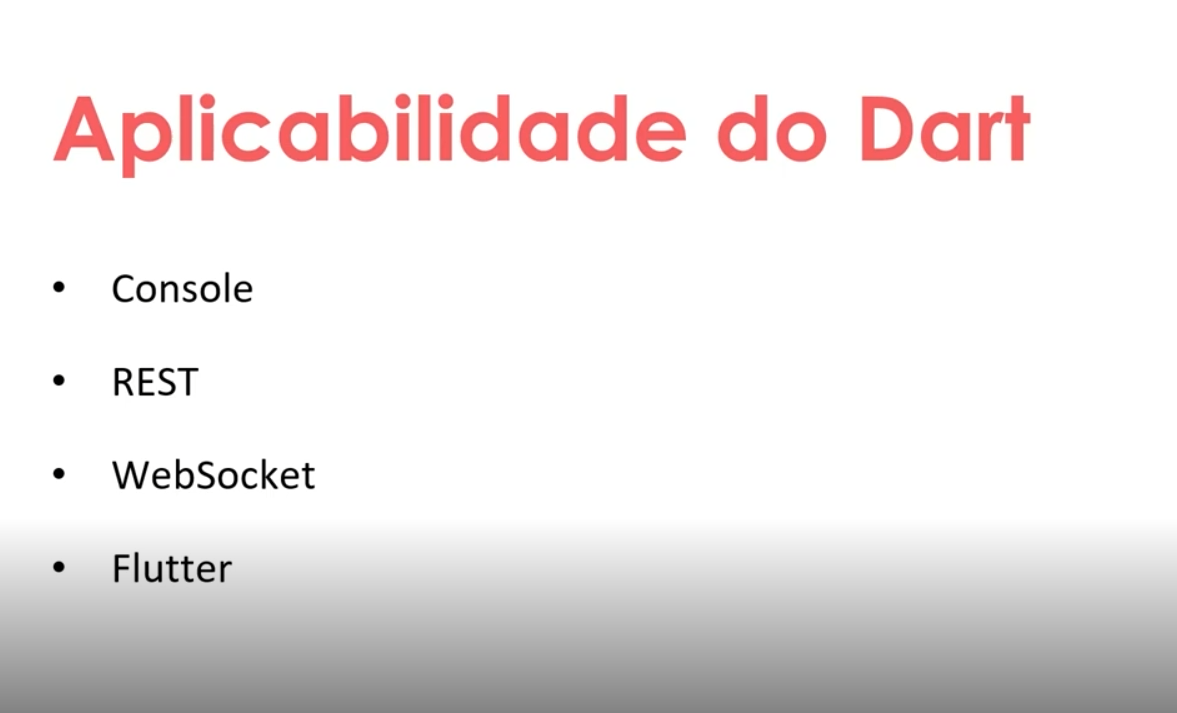 Aplicabilidade do Dart
• Console
• REST
• WebSocket
• Flutter